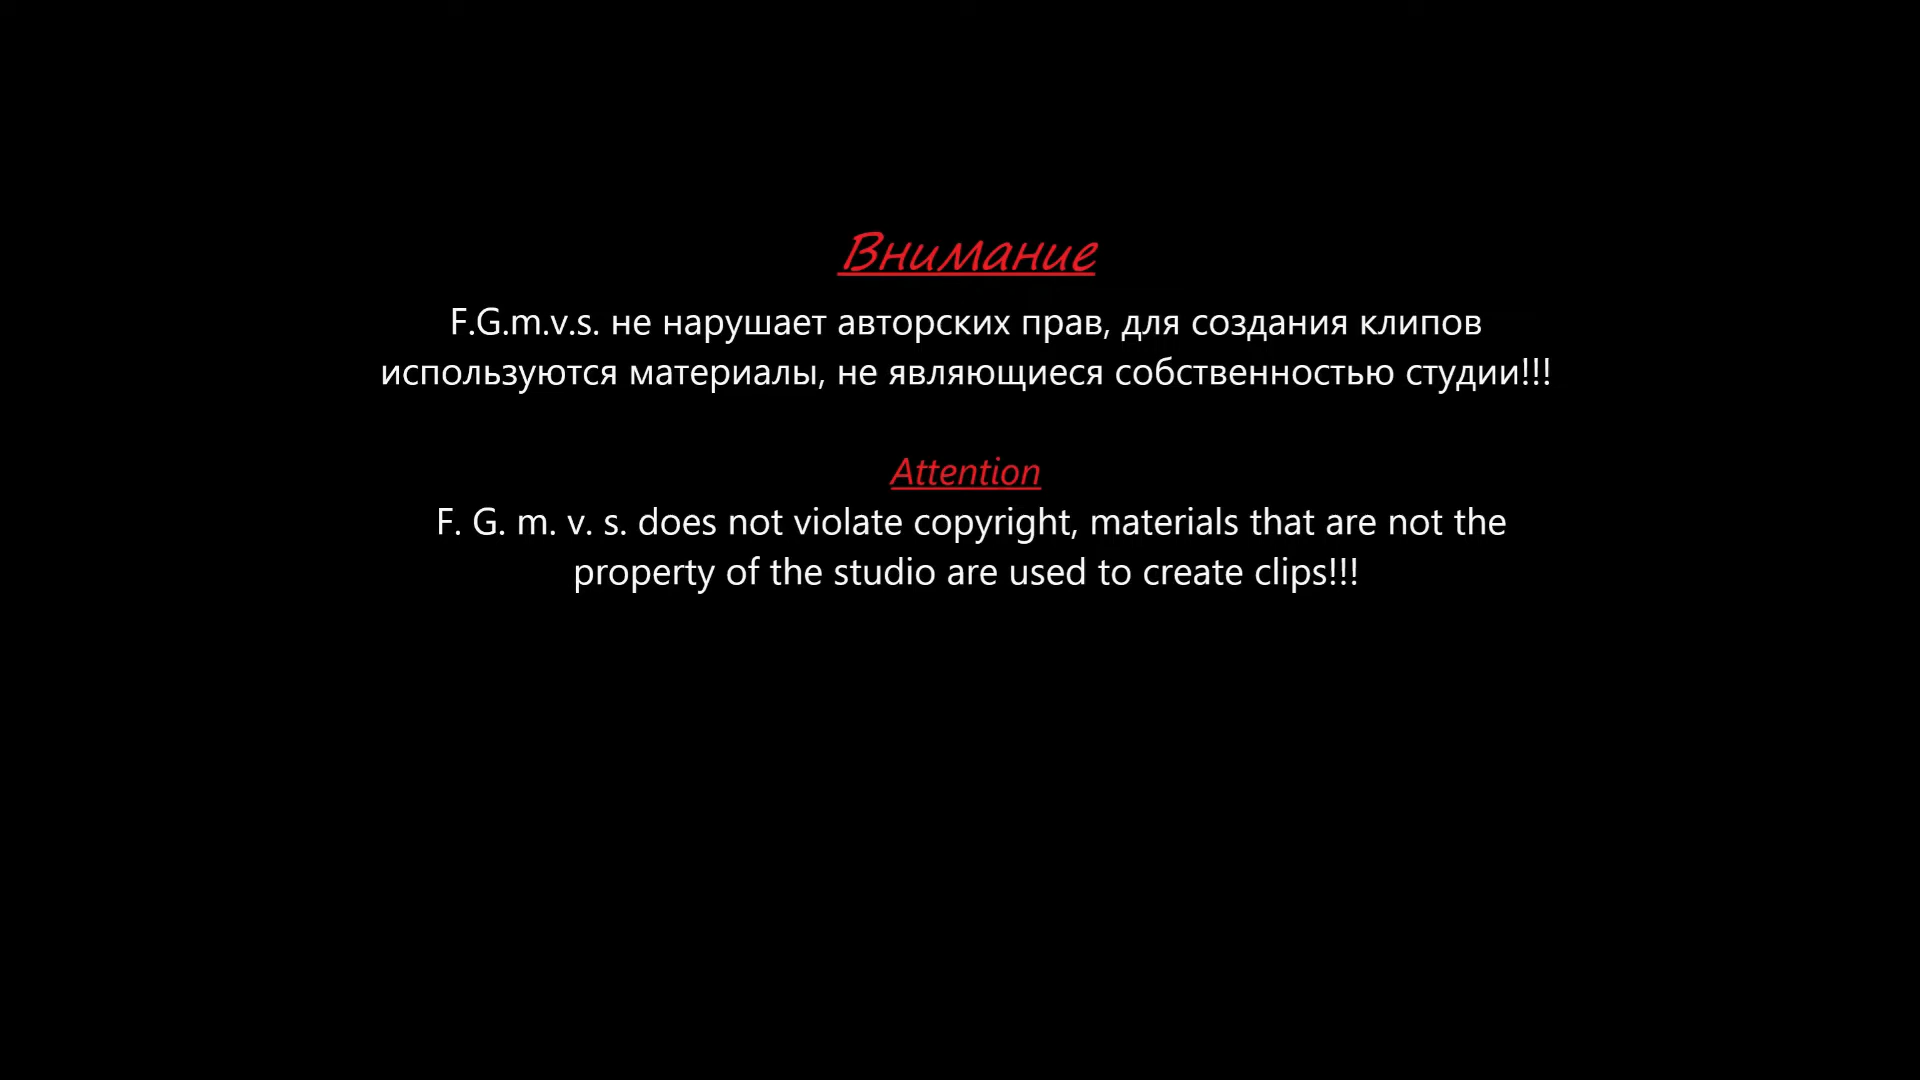 Внимание
F.G.m.v.s. не нарушает авторских прав, для создания клипов
используются материалы, не являющиеся собственностью студии!!!
Attention
F. G. m. v. s. does not violate copyright, materials that are not the
property of the studio are used to create clips!!!